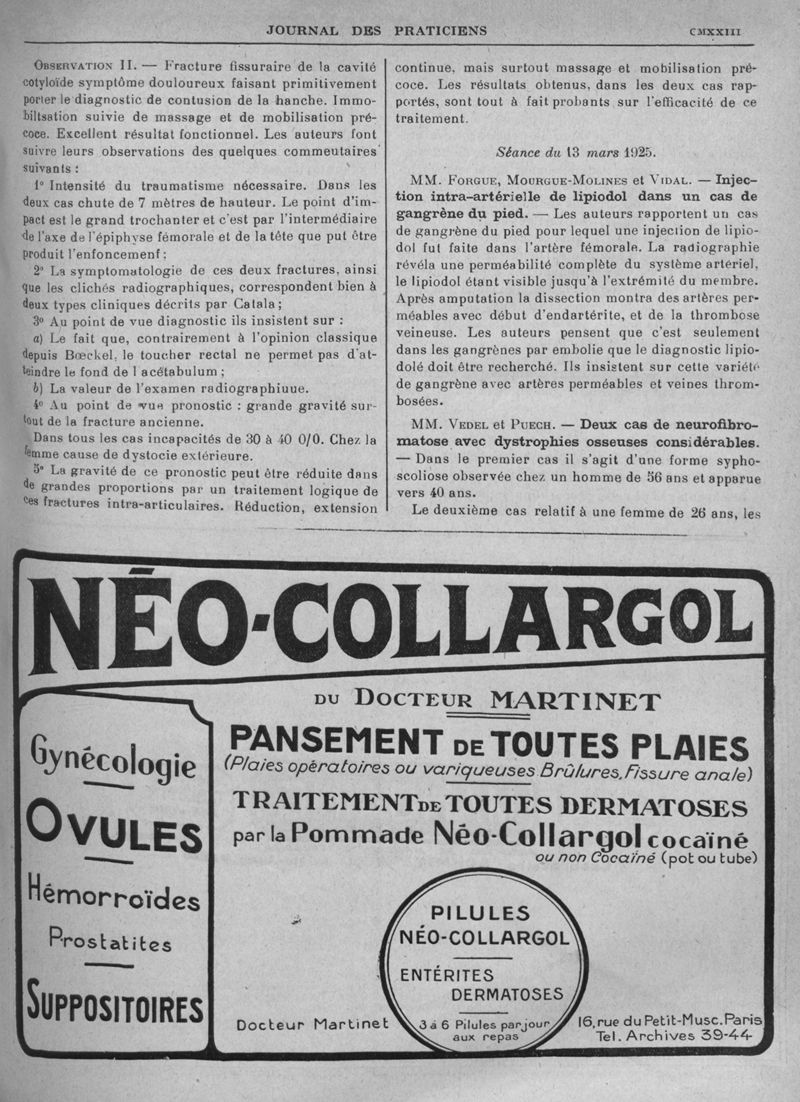 JOURNAL DES PRATICIENS
CMXXIII
OBSERVATION II. — Fracture fissuraire de la cavité
cotyloïde symptôme douloureux faisant primitivement
porter le diagnostic de contusion de la hanche. Immo-
biltsation suivie de massage et de mobilisation pré-
coce. Excellent résultat fonctionnel. Les auteurs font
suivre leurs observations des quelques commeutaires
suivants :
1º Intensité du traumatisme nécessaire. Dans les
deux cas chute de 7 mètres de hauteur. Le point d'im-
pact est le grand trochanter et c'est par l'intermédiaire
de l'axe de l'épiphyse fémorale et de la tête que put être
produit l'enfoncement ;
2º La symptomatologie de ces deux fractures, ainsi
que les clichés radiographiques, correspondent bien à
deux types cliniques décrits par Catala ;
3º Au point de vue diagnostic ils insistent sur :
a) Le fait que, contrairement à l'opinion classique
depuis Bœckel, le toucher rectal ne permet pas d'at-
teindre le fond de l acétabulum ;
b) La valeur de l'examen radiographiuue.
4º Au point de vue pronostic : grande gravité sur-
tout de la fracture ancienne.
Dans tous les cas incapacités de 30 à 40 0/0. Chez la
femme cause de dystocie extérieure.
5º La gravité de ce pronostic peut être réduite dans
de grandes proportions par un traitement logique de
ces fractures intra-articulaires. Réduction, extension
continue, mais surtout massage et mobilisation pré-
coce. Les résultats obtenus, dans les deux cas rap-
portés, sont tout à fait probants sur l'efficacité de ce
traitement.
Séance du 13 mars 1925.
MM. FORGUE, MOURGUE-MOLINES et VIDAL. — Injec-
tion intra-artérielle de lipiodol dans un cas de
gangrène du pied. — Les auteurs rapportent un cas
de gangrène du pied pour lequel une injection de lipio-
dol fut faite dans l'artère fémorale. La radiographie
révéla une perméabilité complète du système artériel,
le lipiodol étant visible jusqu'à l'extrémité du membre.
Après amputation la dissection montra des artères per-
méables avec début d'endartérite, et de la thrombose
veineuse. Les auteurs pensent que c'est seulement
dans les gangrènes par embolie que le diagnostic lipio-
dolé doit être recherché. Ils insistent sur cette variété
de gangrène avec artères perméables et veines throm-
bosées.
MM. VEDEL et PUECH. — Deux cas de neurofibro-
matose avec dystrophies osseuses considérables.
— Dans le premier cas il s'agit d'une forme sypho-
scoliose observée chez un homme de 56 ans et apparue
vers 40 ans.
Le deuxième cas relatif à une femme de 26 ans, les
NÉO-COLLARGOL
DU DOCTEUR MARTINET
Gynécologie
OVULES
Hémorroïdes
Prostatites
SUPPOSITOIRES
PANSEMENT DE TOUTES PLAIES
(Plaies opératoires ou variqueuses Brûlures, Fissure anale)
TRAITEMENT DE TOUTES DERMATOSES
par la Pommade Néo-Collargol cocaïné
ou non Cocaïné (pot ou tube)
PILULES
NÉO-COLLARGOL
ENTÉRITES
DERMATOSES
3 à 6 Pilules par jour
aux repas
Docteur Martinet
16, rue du Petit-Musc. Paris
Tel. Archives 39-44